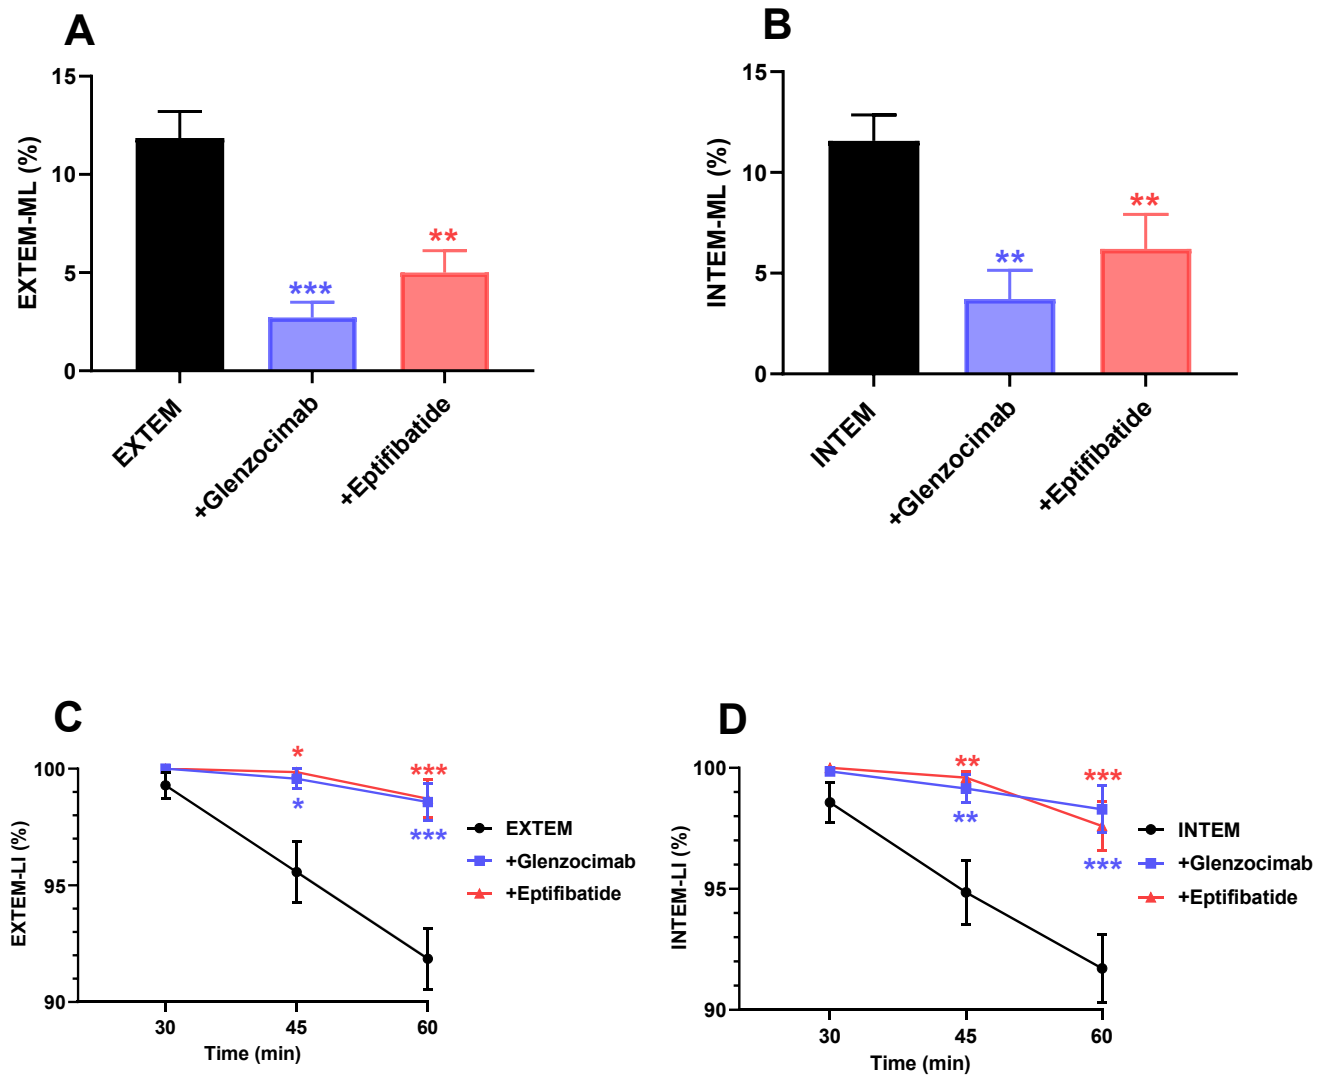 A
EXTEM-ML (%)
15
10
5
0
***
**
EXTEM
+Glenzocimab
+Eptifibatide
B
INTEM-ML (%)
15
10
5
0
**
**
INTEM
+Glenzocimab
+Eptifibatide
C
EXTEM-LI (%)
100
95
90
*
*
***
***
30 45 60
Time (min)
EXTEM
+Glenzocimab
+Eptifibatide
D
INTEM-LI (%)
100
95
90
**
**
***
***
30 45 60
Time (min)
INTEM
+Glenzocimab
+Eptifibatide